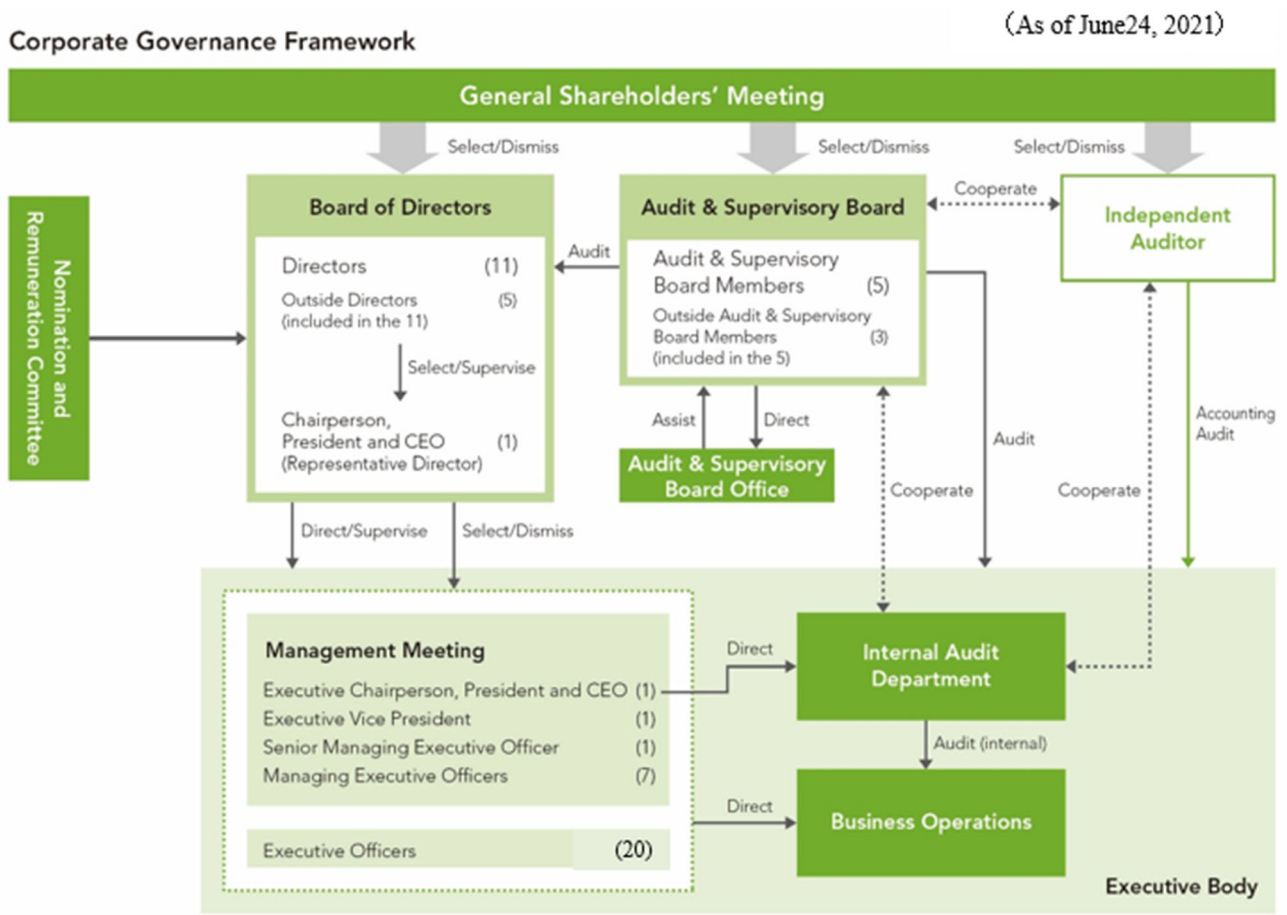 (As of June24, 2021)
Corporate Governance Framework
General Shareholders' Meeting
Select/Dismiss
Select/Dismiss
Select/Dismiss
Nomination and
Remuneration Committee
Board of Directors
Directors (11)
Outside Directors (5)
(included in the 11)
Select/Supervise
Chairperson,
President and CEO (1)
(Representative Director)
Audit
Audit & Supervisory Board
Audit & Supervisory
Board Members (5)
Outside Audit & Supervisory
Board Members (3)
(included in the 5)
Cooperate
Independent
Auditor
Assist
Direct
Audit & Supervisory
Board Office
Cooperate
Audit
Cooperate
Accounting
Audit
Direct/Supervise
Select/Dismiss
Management Meeting
Executive Chairperson, President and CEO (1)
Executive Vice President (1)
Senior Managing Executive Officer (1)
Managing Executive Officers (7)
Executive Officers (20)
Direct
Internal Audit
Department
Audit (internal)
Direct
Business Operations
Executive Body